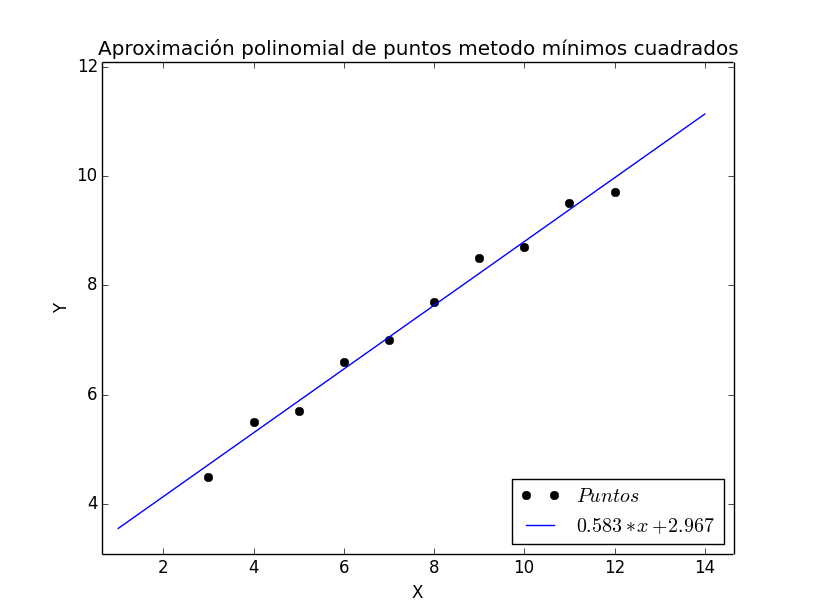 Aproximación polinomial de puntos metodo mínimos cuadrados
12
10
8
6
4
Y
2 4 6 8 10 12 14
X
Puntos
0.583*x+2.967